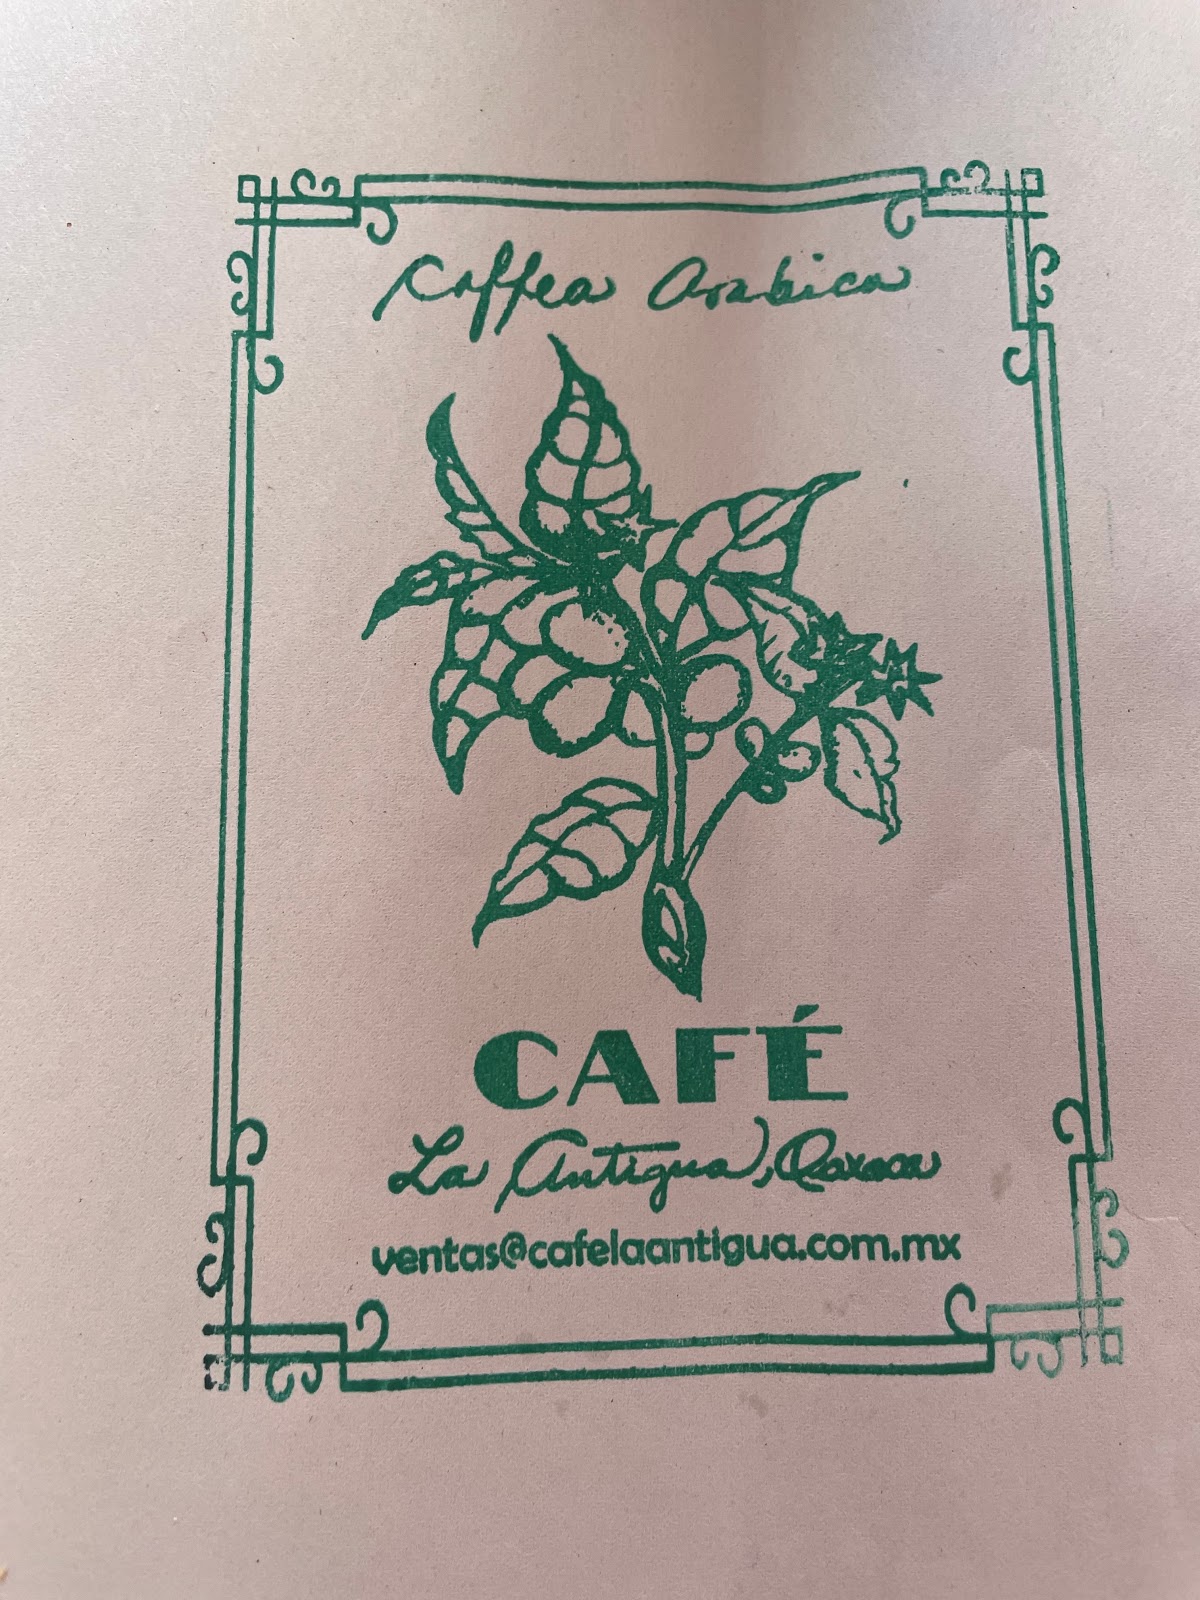 Coffea Arabica
CAFÉ
La Antigua, Oaxaca
ventas@cafelaantigua.com.mx